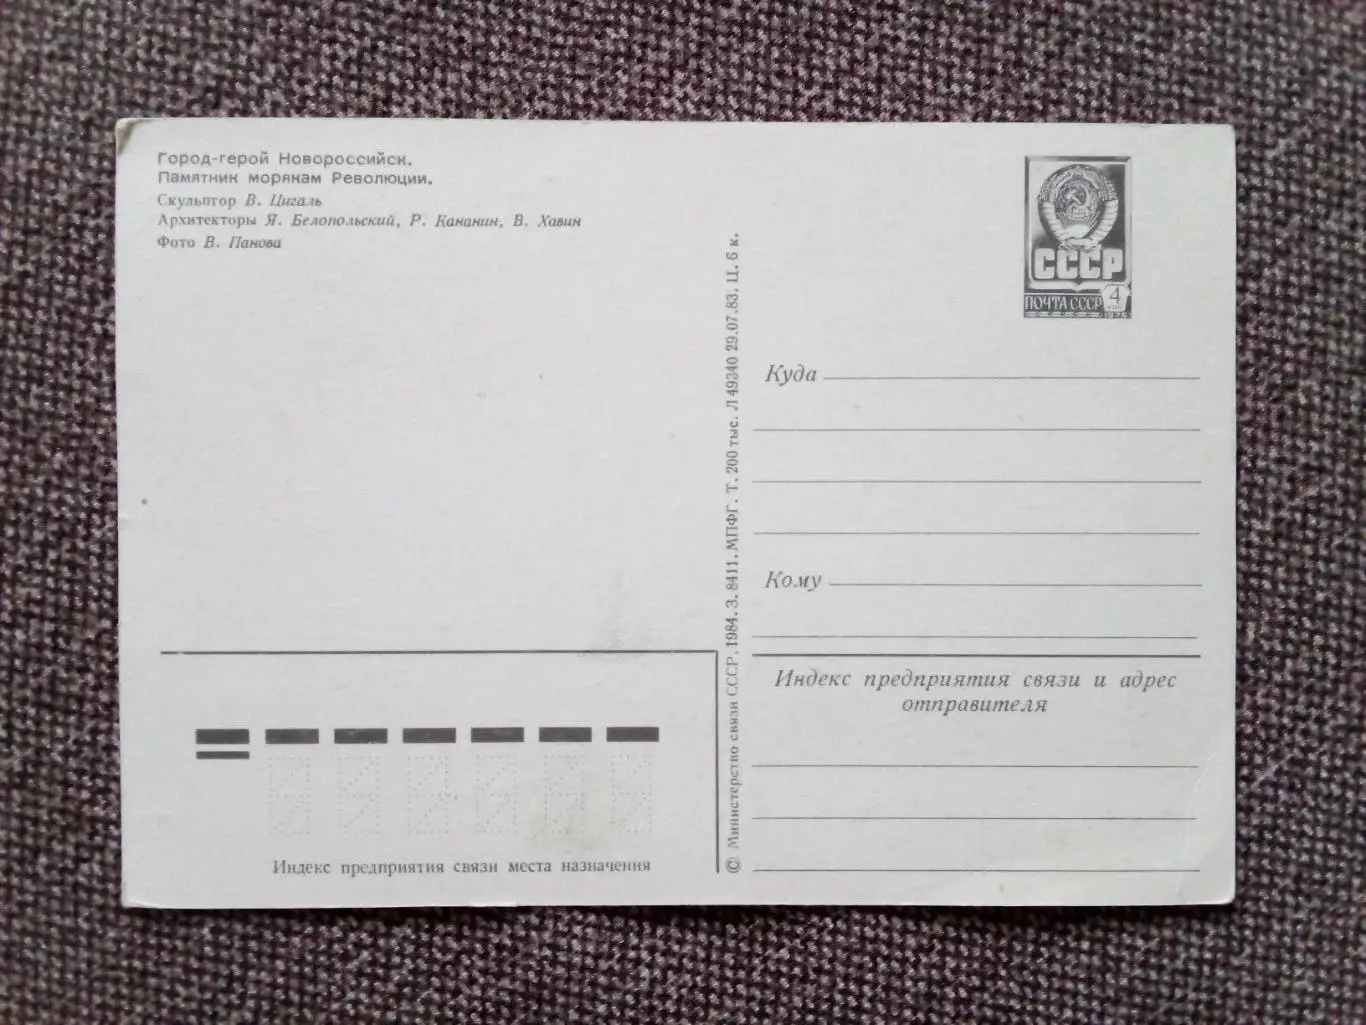 Город-герой Новороссийск.
Памятник морякам Революции.
Скульптор В. Цигаль
Архитекторы Я. Белопольский, Р. Кананин, В. Хавин
Фото В. Панова
СССР
ПОЧТА СССР 4
1976
© Министерство связи СССР. 1984. З. 8411. МПФГ. Т. 200 тыс. Л 49340 29.07.83. Ц. 6 к.
Куда
Кому
Индекс предприятия связи и адрес
отправителя
Индекс предприятия связи места назначения